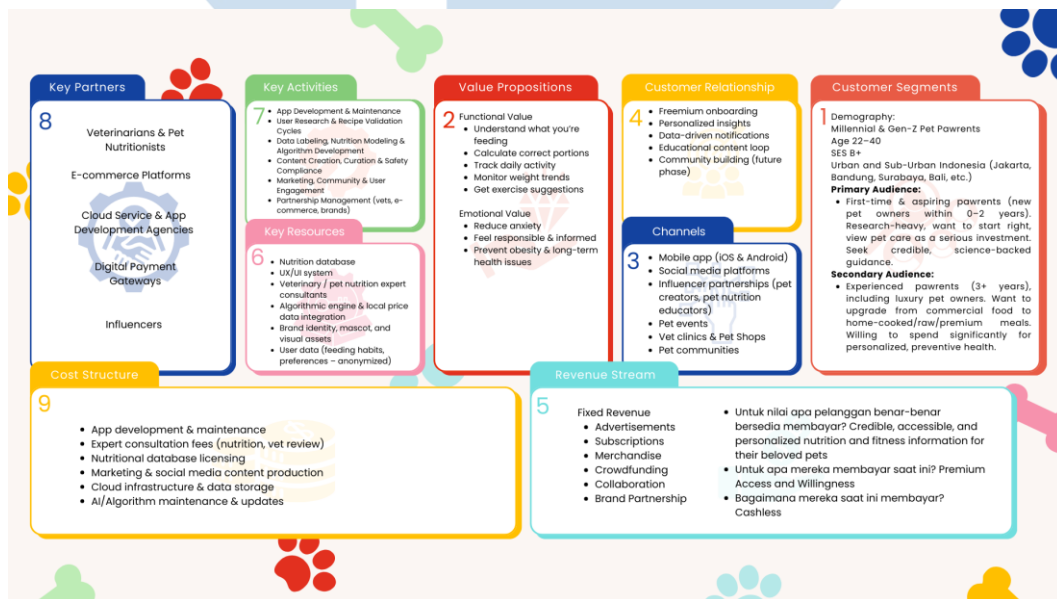 Key Partners
8
Veterinarians & Pet
Nutritionists
E-commerce Platforms
Cloud Service & App
Development Agencies
Digital Payment
Gateways
Influencers
Key Activities
7
App Development & Maintenance
User Research & Recipe Validation
Cycles
Data Labeling, Nutrition Modeling &
Algorithm Development
Content Creation, Curation & Safety
Compliance
Marketing, Community & User
Engagement
Partnership Management (vets, e-
commerce, brands)
Key Resources
6
Nutrition database
UX/UI system
Veterinary / pet nutrition expert
consultants
Algorithmic engine & local price
data integration
Brand identity, mascot, and
visual assets
User data (feeding habits,
preferences – anonymized)
Value Propositions
2
Functional Value
Understand what you're
feeding
Calculate correct portions
Track daily activity
Monitor weight trends
Get exercise suggestions
Emotional Value
Reduce anxiety
Feel responsible & informed
Prevent obesity & long-term
health issues
Customer Relationship
4
Freemium onboarding
Personalized insights
Data-driven notifications
Educational content loop
Community building (future
phase)
Channels
3
Mobile app (iOS & Android)
Social media platforms
Influencer partnerships (pet
creators, pet nutrition
educators)
Pet events
Vet clinics & Pet Shops
Pet communities
Customer Segments
1
Demography:
Millennial & Gen-Z Pet Pawrents
Age 22–40
SES B+
Urban and Sub-Urban Indonesia (Jakarta,
Bandung, Surabaya, Bali, etc.)
Primary Audience:
First-time & aspiring pawrents (new
pet owners within 0–2 years).
Research-heavy, want to start right,
view pet care as a serious investment.
Seek credible, science-backed
guidance.
Secondary Audience:
Experienced pawrents (3+ years),
including luxury pet owners. Want to
upgrade from commercial food to
home-cooked/raw/premium meals.
Willing to spend significantly for
personalized, preventive health.
Cost Structure
9
App development & maintenance
Expert consultation fees (nutrition, vet review)
Nutritional database licensing
Marketing & social media content production
Cloud infrastructure & data storage
AI/Algorithm maintenance & updates
Revenue Stream
5
Fixed Revenue
Advertisements
Subscriptions
Merchandise
Crowdfunding
Collaboration
Brand Partnership
Untuk nilai apa pelanggan benar-benar
bersedia membayar? Credible, accessible, and
personalized nutrition and fitness information for
their beloved pets
Untuk apa mereka membayar saat ini? Premium
Access and Willingness
Bagaimana mereka saat ini membayar?
Cashless